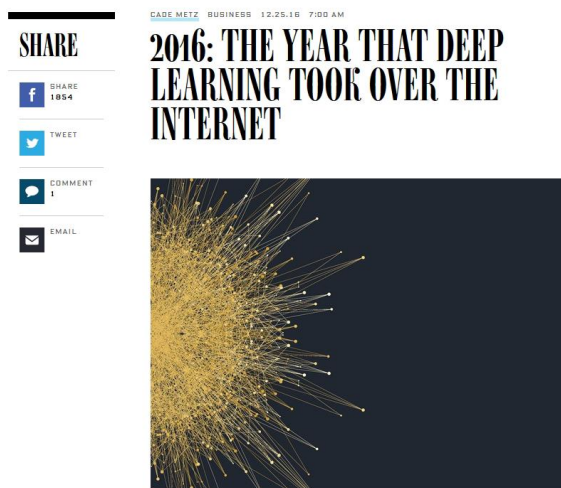 CADE METZ BUSINESS 12.25.16 7:00 AM
2016: THE YEAR THAT DEEP
LEARNING TOOK OVER THE
INTERNET
SHARE
f SHARE
1854
TWEET
COMMENT
1
EMAIL